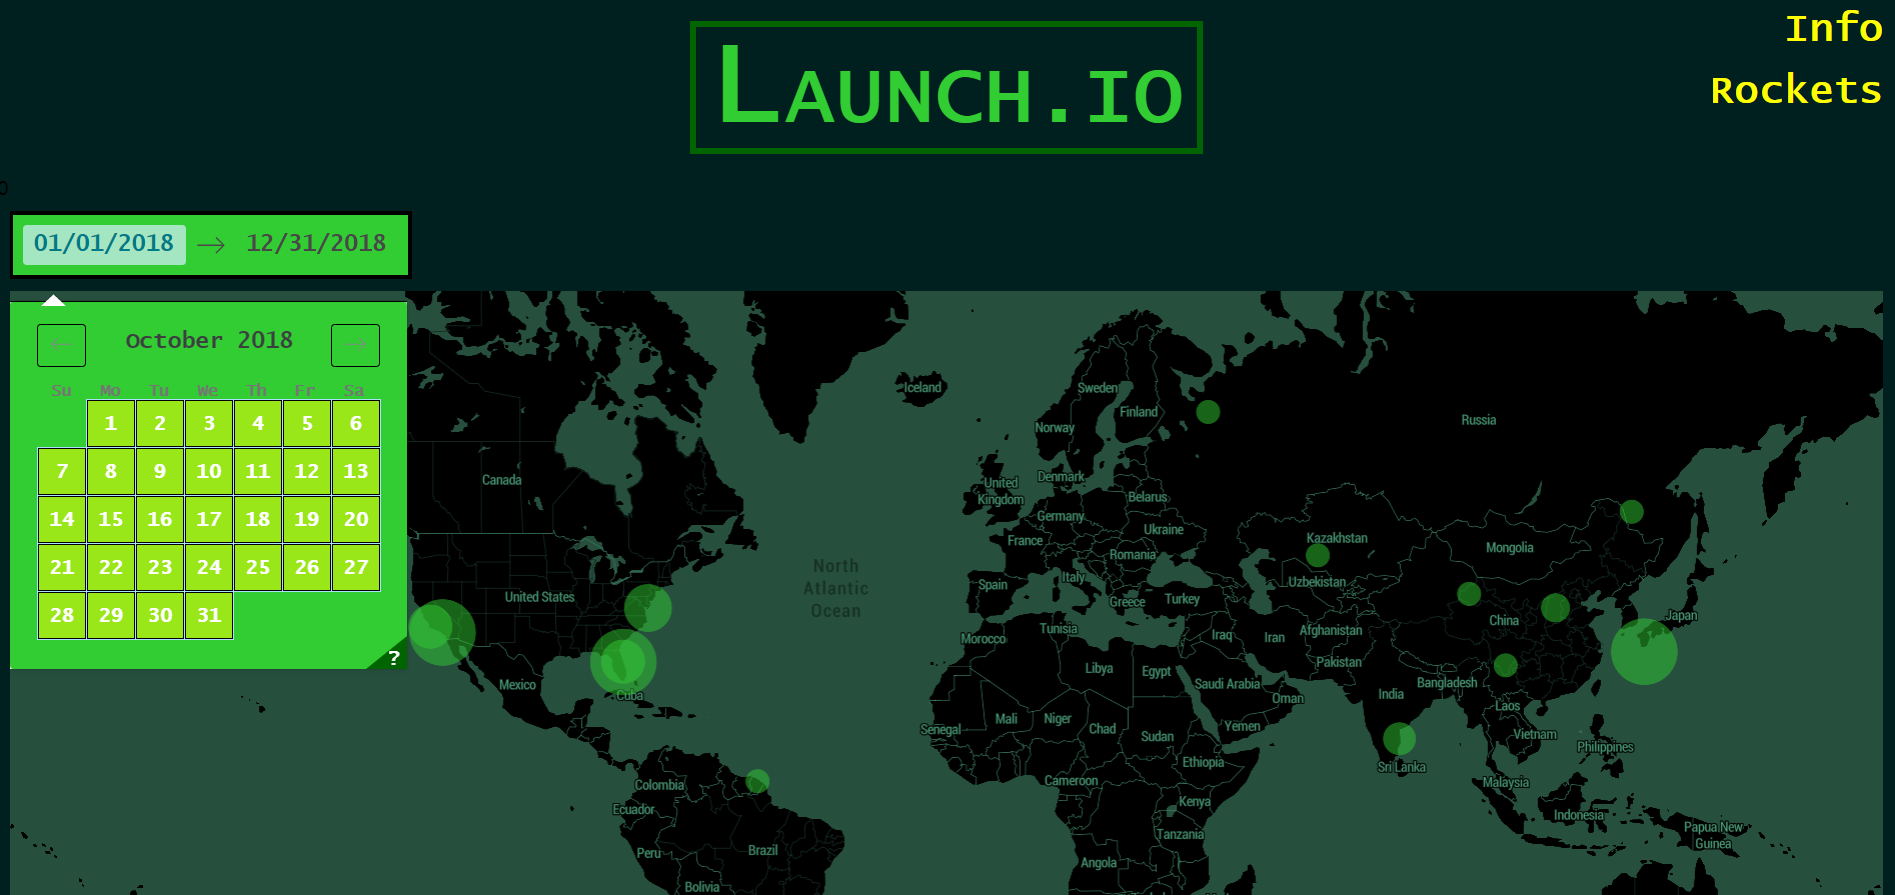 Info
LAUNCH.IO
Rockets
0
01/01/2018 → 12/31/2018
← October 2018 →
Su Mo Tu We Th Fr Sa
1 2 3 4 5 6
7 8 9 10 11 12 13
14 15 16 17 18 19 20
21 22 23 24 25 26 27
28 29 30 31
?
Iceland
Sweden
Finland
Norway
Russia
Canada
United
Kingdom
Denmark
Belarus
Germany
Ukraine
France
Romania
Kazakhstan
Mongolia
North
Atlantic
Ocean
Spain
Italy
Greece
Turkey
Uzbekistan
United States
China
Japan
Morocco
Tunisia
Iraq
Iran
Afghanistan
Pakistan
Libya
Egypt
Saudi Arabia
Oman
India
Bangladesh
Mexico
Cuba
Laos
Senegal
Mali
Niger
Chad
Sudan
Yemen
Vietnam
Philippines
Ethiopia
Sri Lanka
Colombia
Cameroon
Malaysia
Ecuador
Kenya
Indonesia
Tanzania
Papua New
Guinea
Peru
Brazil
Angola
Bolivia